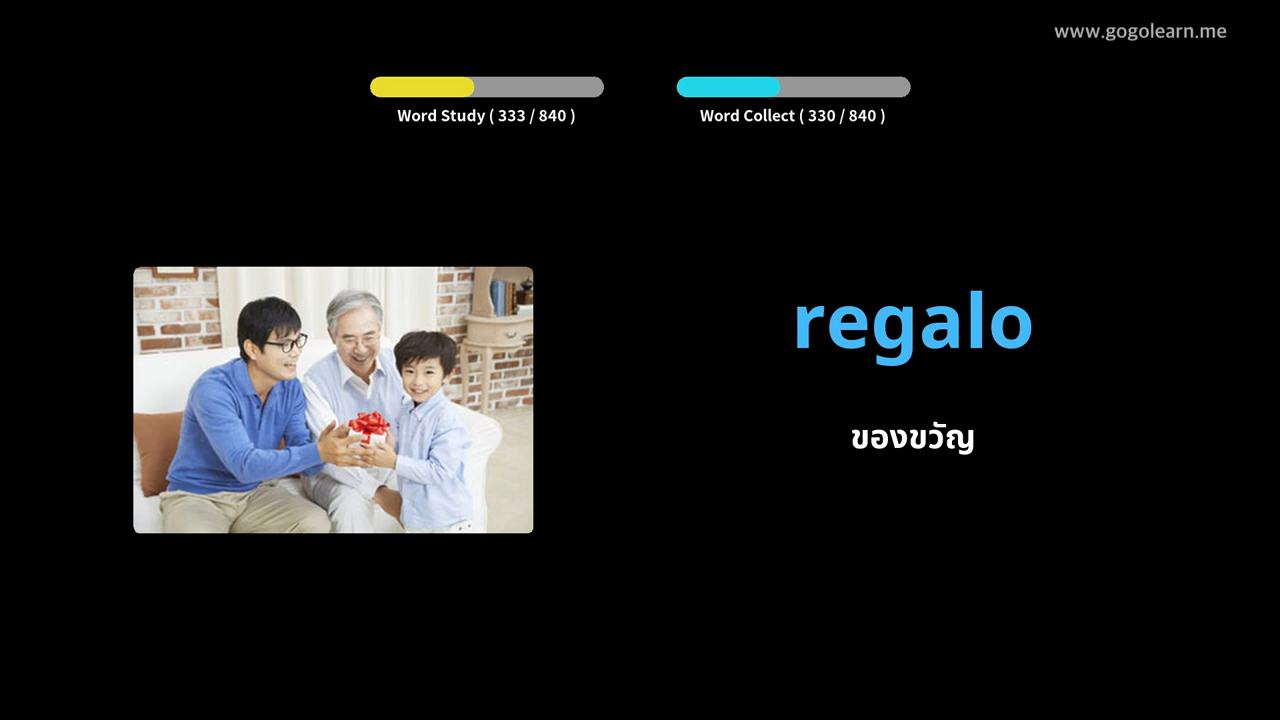 www.gogolearn.me
Word Study ( 333 / 840 )
Word Collect ( 330 / 840 )
regalo
ของขวัญ